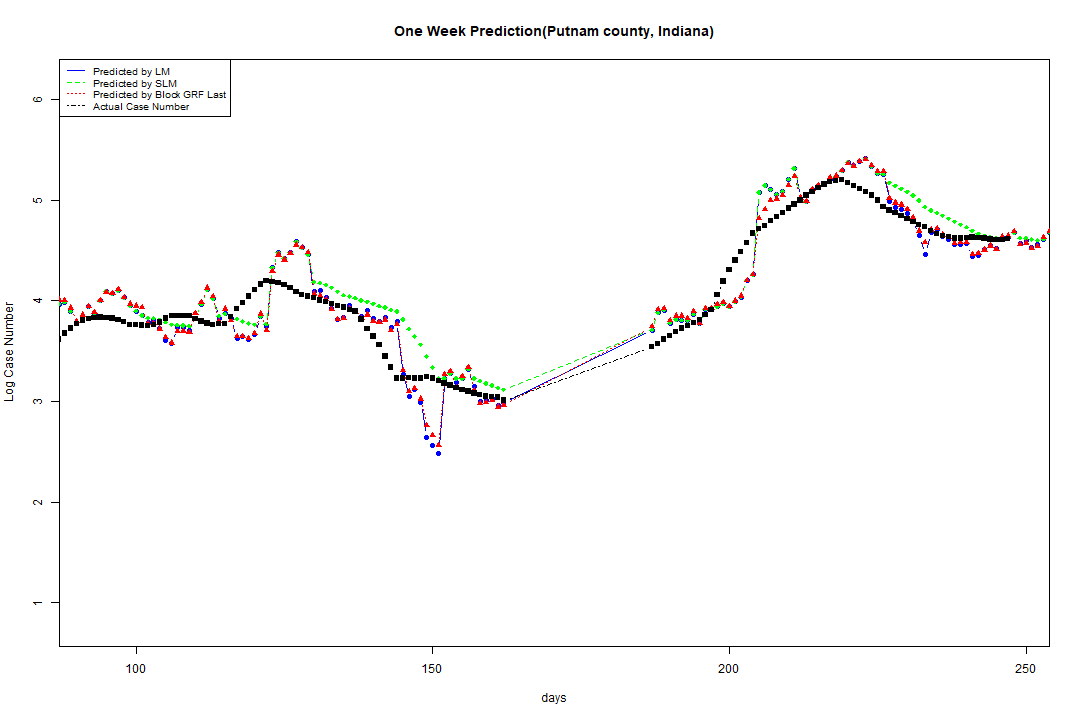 One Week Prediction(Putnam county, Indiana)
Predicted by LM
Predicted by SLM
Predicted by Block GRF Last
Actual Case Number
Log Case Number
6
5
4
3
2
1
100 150 200 250
days